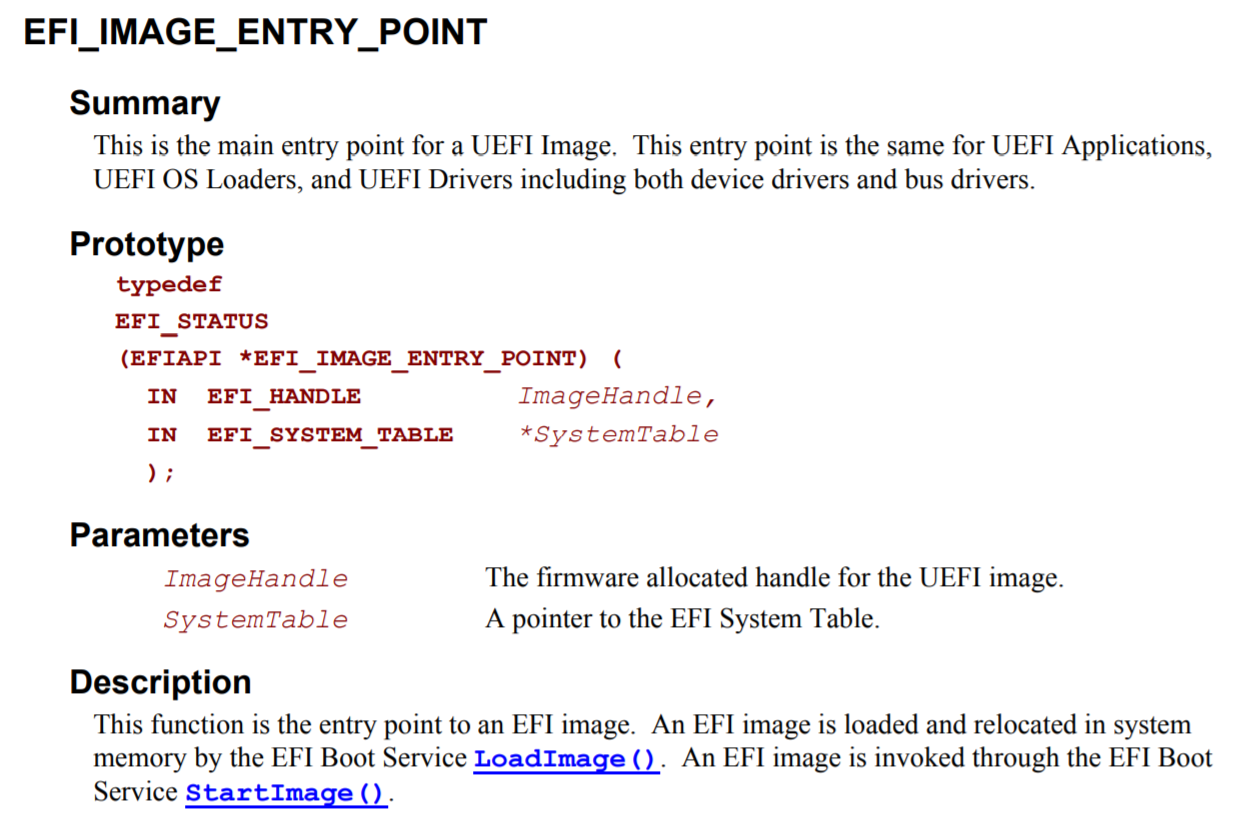 EFI_IMAGE_ENTRY_POINT
Summary
This is the main entry point for a UEFI Image.  This entry point is the same for UEFI Applications,
UEFI OS Loaders, and UEFI Drivers including both device drivers and bus drivers.
Prototype
typedef
EFI_STATUS
(EFIAPI *EFI_IMAGE_ENTRY_POINT) (
IN  EFI_HANDLE  ImageHandle,
IN  EFI_SYSTEM_TABLE  *SystemTable
);
Parameters
ImageHandle  The firmware allocated handle for the UEFI image.
SystemTable  A pointer to the EFI System Table.
Description
This function is the entry point to an EFI image.  An EFI image is loaded and relocated in system
memory by the EFI Boot Service LoadImage().  An EFI image is invoked through the EFI Boot
Service StartImage().